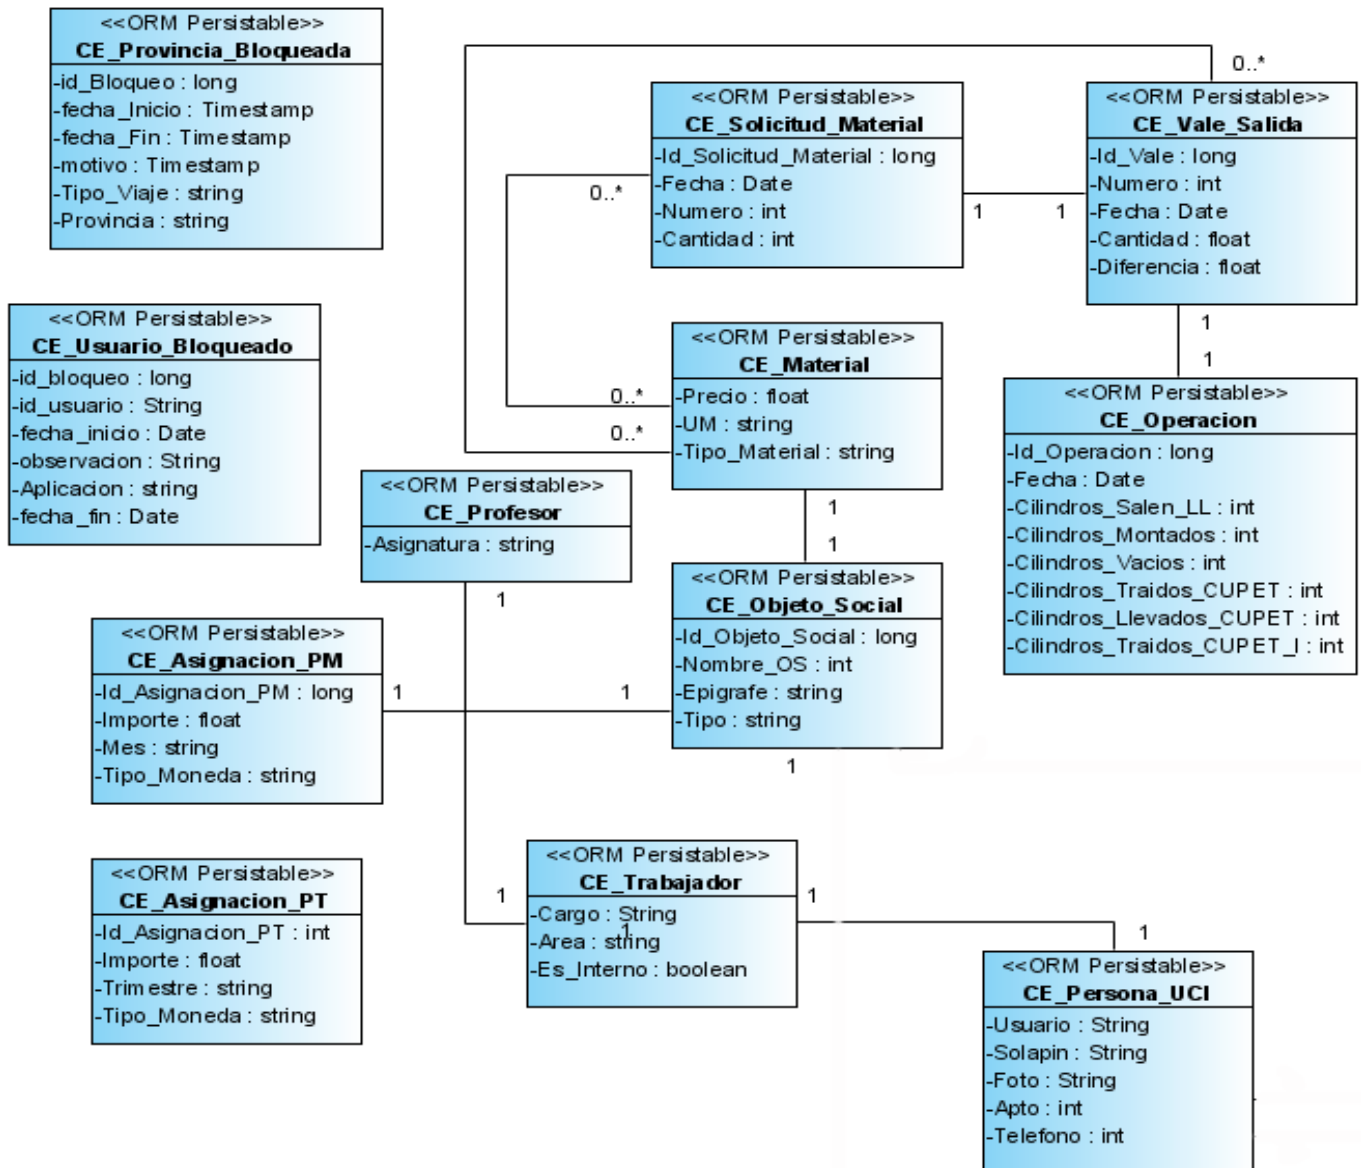 <<ORM Persistable>>
CE_Provincia_Bloqueada
-id_Bloqueo : long
-fecha_Inicio : Timestamp
-fecha_Fin : Timestamp
-motivo : Timestamp
-Tipo_Viaje : string
-Provincia : string
0..*
<<ORM Persistable>>
CE_Solicitud_Material
-Id_Solicitud_Material : long
-Fecha : Date
-Numero : int
-Cantidad : int
0..*
1
1
<<ORM Persistable>>
CE_Vale_Salida
-Id_Vale : long
-Numero : int
-Fecha : Date
-Cantidad : float
-Diferencia : float
1
1
<<ORM Persistable>>
CE_Usuario_Bloqueado
-id_bloqueo : long
-id_usuario : String
-fecha_inicio : Date
-observacion : String
-Aplicacion : string
-fecha_fin : Date
<<ORM Persistable>>
CE_Material
-Precio : float
-UM : string
-Tipo_Material : string
0..*
0..*
1
1
<<ORM Persistable>>
CE_Operacion
-Id_Operacion : long
-Fecha : Date
-Cilindros_Salen_LL : int
-Cilindros_Montados : int
-Cilindros_Vacios : int
-Cilindros_Traidos_CUPET : int
-Cilindros_Llevados_CUPET : int
-Cilindros_Traidos_CUPET_I : int
<<ORM Persistable>>
CE_Profesor
-Asignatura : string
1
<<ORM Persistable>>
CE_Objeto_Social
-Id_Objeto_Social : long
-Nombre_OS : int
-Epigrafe : string
-Tipo : string
1
<<ORM Persistable>>
CE_Asignacion_PM
-Id_Asignacion_PM : long
-Importe : float
-Mes : string
-Tipo_Moneda : string
1
1
<<ORM Persistable>>
CE_Asignacion_PT
-Id_Asignacion_PT : int
-Importe : float
-Trimestre : string
-Tipo_Moneda : string
<<ORM Persistable>>
CE_Trabajador
-Cargo : String
-Area : string
-Es_Interno : boolean
1
1
1
1
<<ORM Persistable>>
CE_Persona_UCI
-Usuario : String
-Solapin : String
-Foto : String
-Apto : int
-Telefono : int